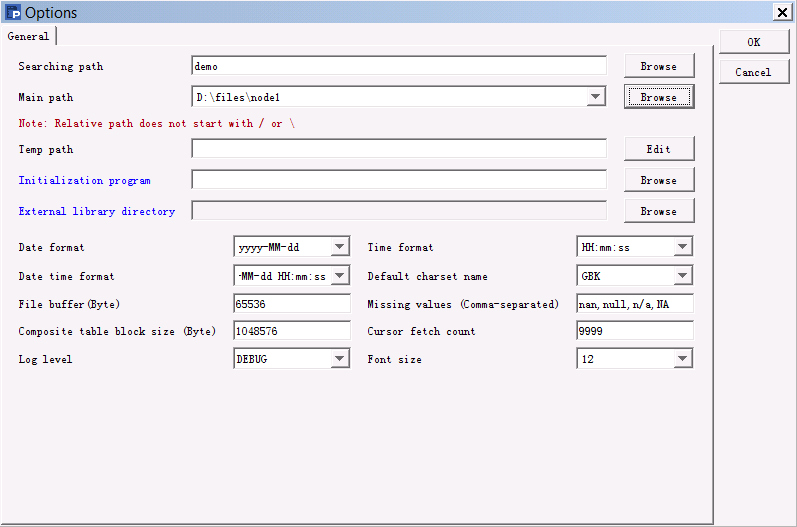 Options
General
OK
Cancel
Searching path demo Browse
Main path D:\files\node1 Browse
Note: Relative path does not start with / or \
Temp path Edit
Initialization program Browse
External library directory Browse
Date format yyyy-MM-dd Time format HH:mm:ss
Date time format -MM-dd HH:mm:ss Default charset name GBK
File buffer(Byte) 65536 Missing values (Comma-separated) nan,null,n/a,NA
Composite table block size (Byte) 1048576 Cursor fetch count 9999
Log level DEBUG Font size 12